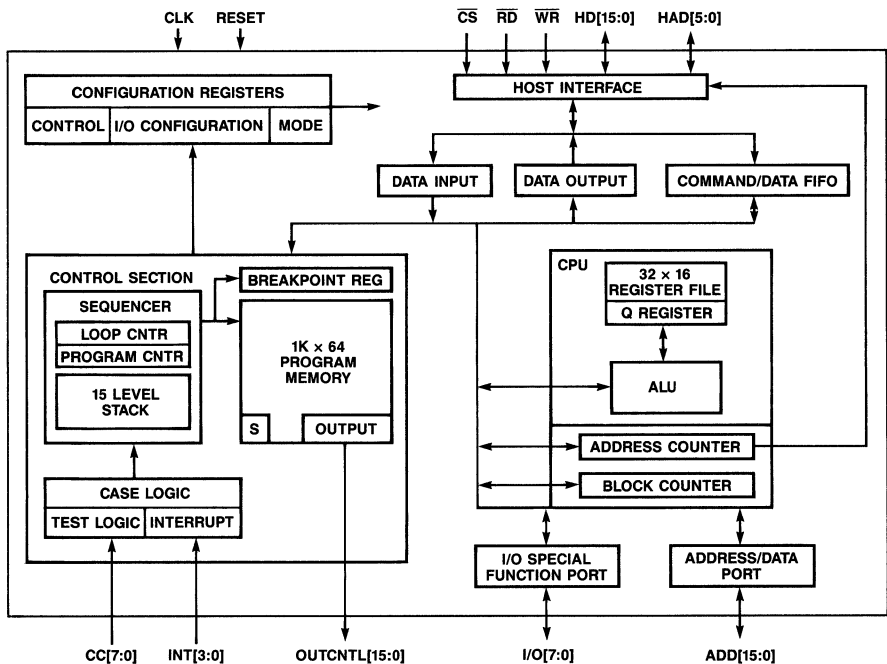 CLK
RESET
CS
RD
WR
HD[15:0]
HAD[5:0]
CONFIGURATION REGISTERS
CONTROL
I/O CONFIGURATION
MODE
HOST INTERFACE
DATA INPUT
DATA OUTPUT
COMMAND/DATA FIFO
CONTROL SECTION
BREAKPOINT REG
SEQUENCER
LOOP CNTR
PROGRAM CNTR
15 LEVEL
STACK
1K × 64
PROGRAM
MEMORY
S
OUTPUT
CASE LOGIC
TEST LOGIC
INTERRUPT
CPU
32 × 16
REGISTER FILE
Q REGISTER
ALU
ADDRESS COUNTER
BLOCK COUNTER
I/O SPECIAL
FUNCTION PORT
ADDRESS/DATA
PORT
CC[7:0]
INT[3:0]
OUTCNTL[15:0]
I/O[7:0]
ADD[15:0]